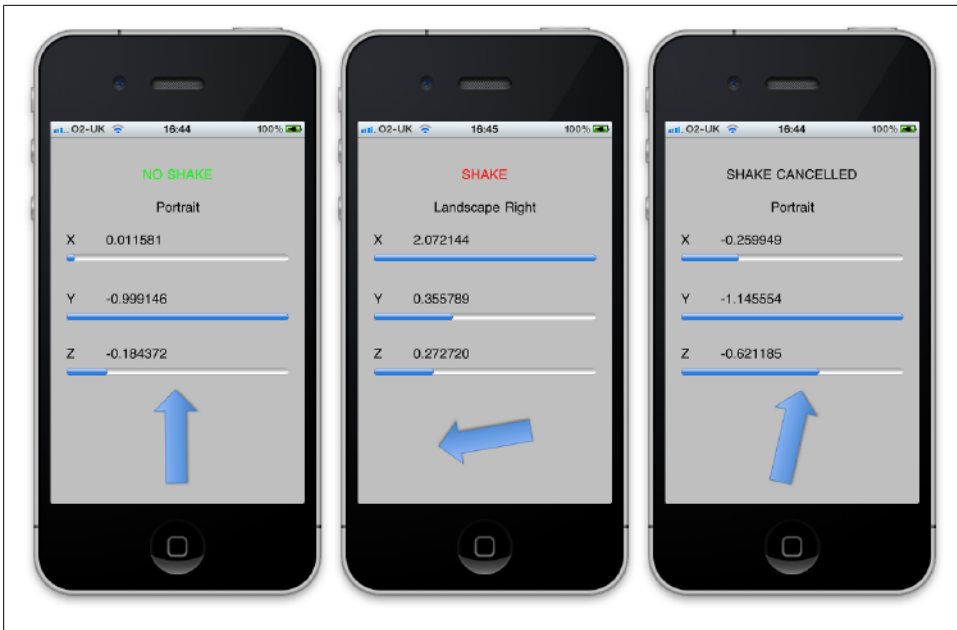 O2-UK 16:44 100%
NO SHAKE
Portrait
X 0.011581
Y -0.999146
Z -0.184372
O2-UK 16:45 100%
SHAKE
Landscape Right
X 2.072144
Y 0.355789
Z 0.272720
O2-UK 16:44 100%
SHAKE CANCELLED
Portrait
X -0.259949
Y -1.145554
Z -0.621185